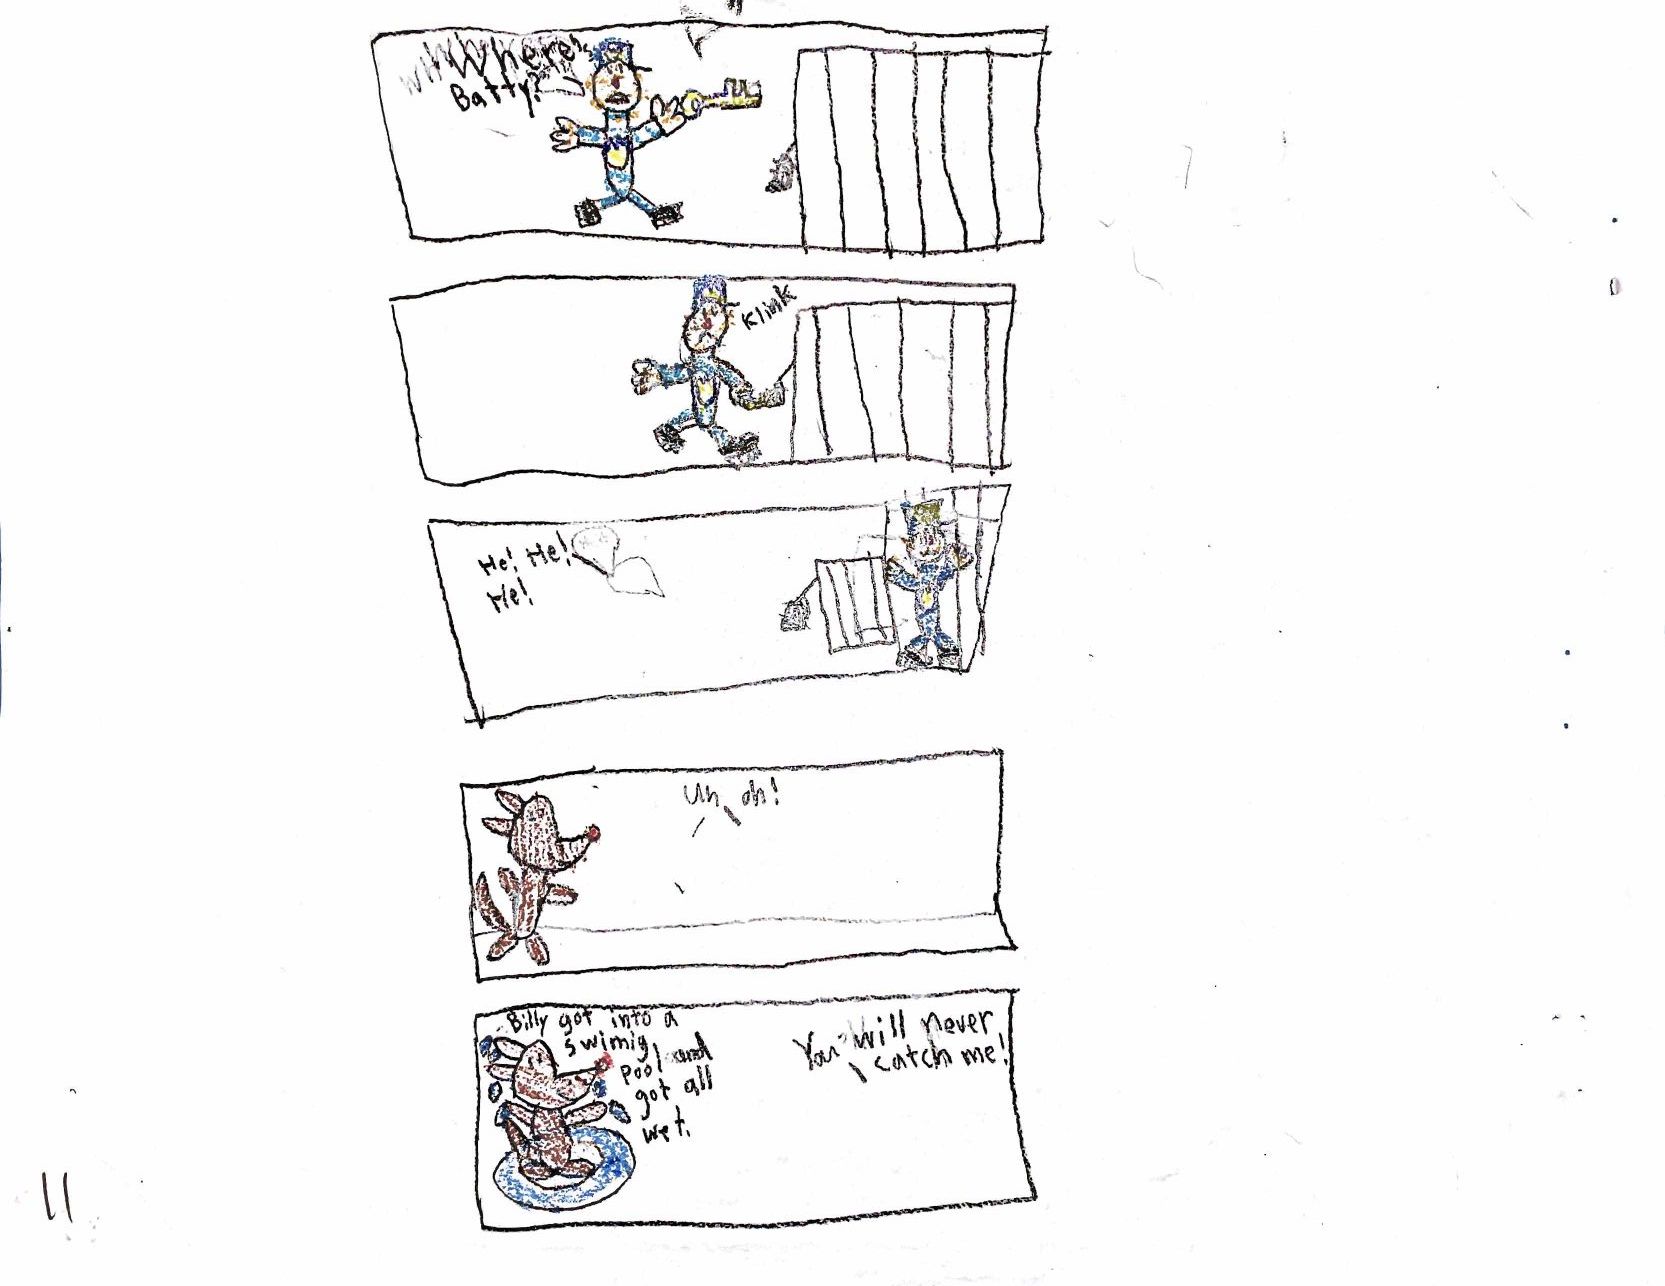 Where's
Batty?
Klink
He! He!
He!
Uh, oh!
Billy got into a
swimig
pool and
got all
wet.
You will never
catch me!
11